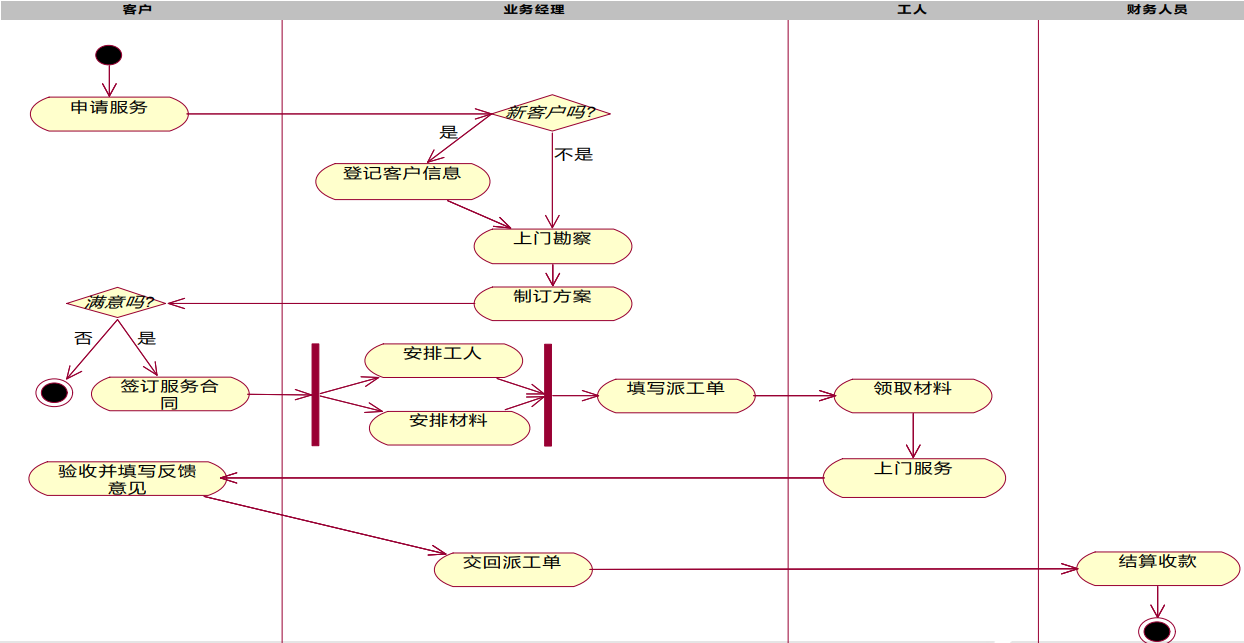 客户 业务经理 工人 财务人员
申请服务
新客户吗?
是
不是
登记客户信息
上门勘察
制订方案
满意吗?
否
是
安排工人
签订服务合
同
填写派工单
领取材料
安排材料
验收并填写反馈
意见
上门服务
交回派工单
结算收款